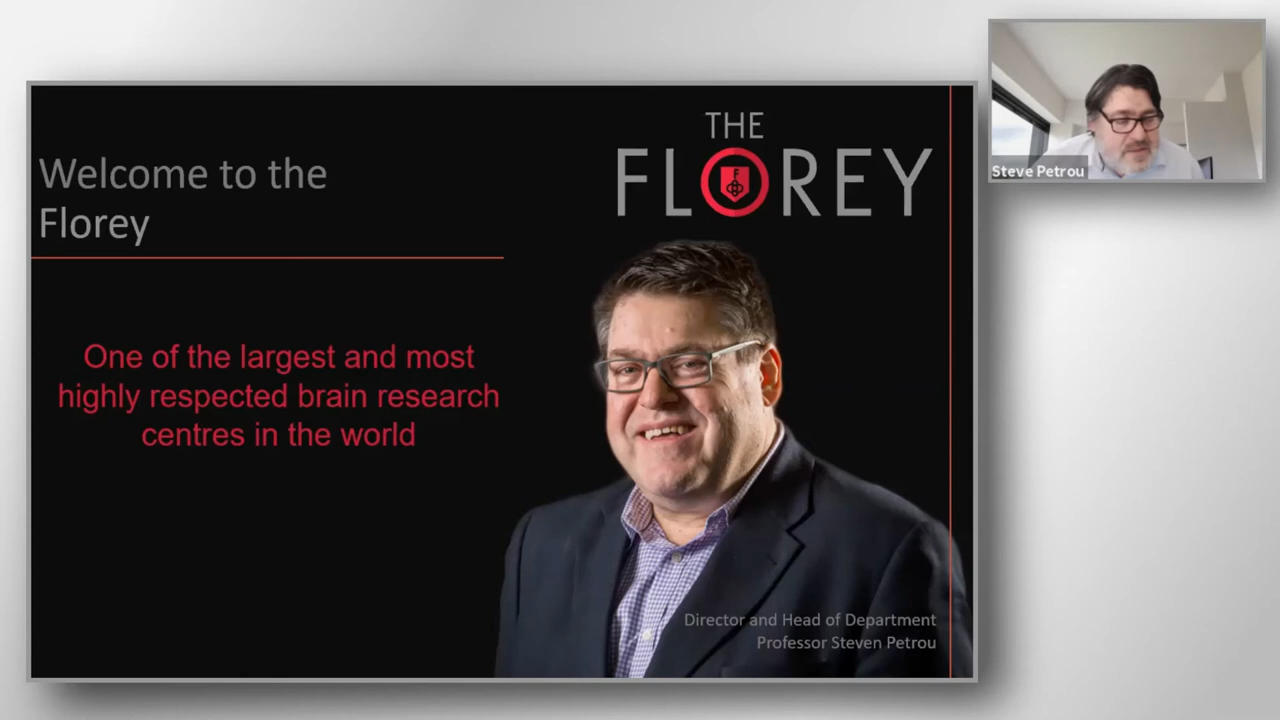 Welcome to the
Florey
THE
FLOREY
One of the largest and most
highly respected brain research
centres in the world
Director and Head of Department
Professor Steven Petrou
Steve Petrou